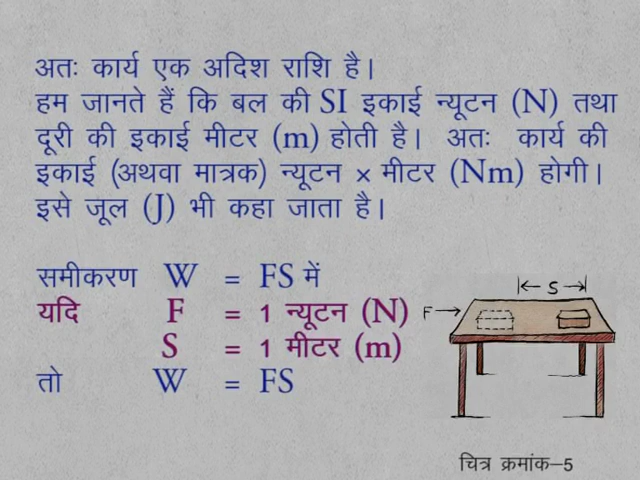 अतः कार्य एक अदिश राशि है।
हम जानते हैं कि बल की SI इकाई न्यूटन (N) तथा
दूरी की इकाई मीटर (m) होती है। अतः कार्य की
इकाई (अथवा मात्रक) न्यूटन × मीटर (Nm) होगी।
इसे जूल (J) भी कहा जाता है।
समीकरण W = FS में
यदि F = 1 न्यूटन (N)
S = 1 मीटर (m)
तो W = FS
S
F
चित्र क्रमांक–5